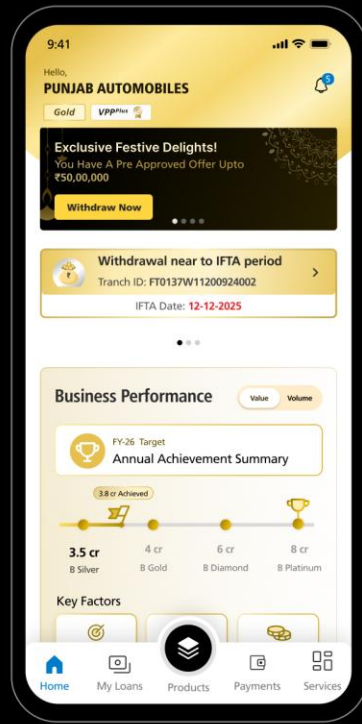 9:41
Hello,
PUNJAB AUTOMOBILES
5
Gold
VPPPlus
Exclusive Festive Delights!
You Have A Pre Approved Offer Upto
₹50,00,000
Withdraw Now
Withdrawal near to IFTA period
Tranch ID: FT0137W11200924002
IFTA Date: 12-12-2025
Business Performance
Value
Volume
FY-26 Target
Annual Achievement Summary
3.8 cr Achieved
3.5 cr
4 cr
6 cr
8 cr
B Silver
B Gold
B Diamond
B Platinum
Key Factors
Home
My Loans
Products
Payments
Services